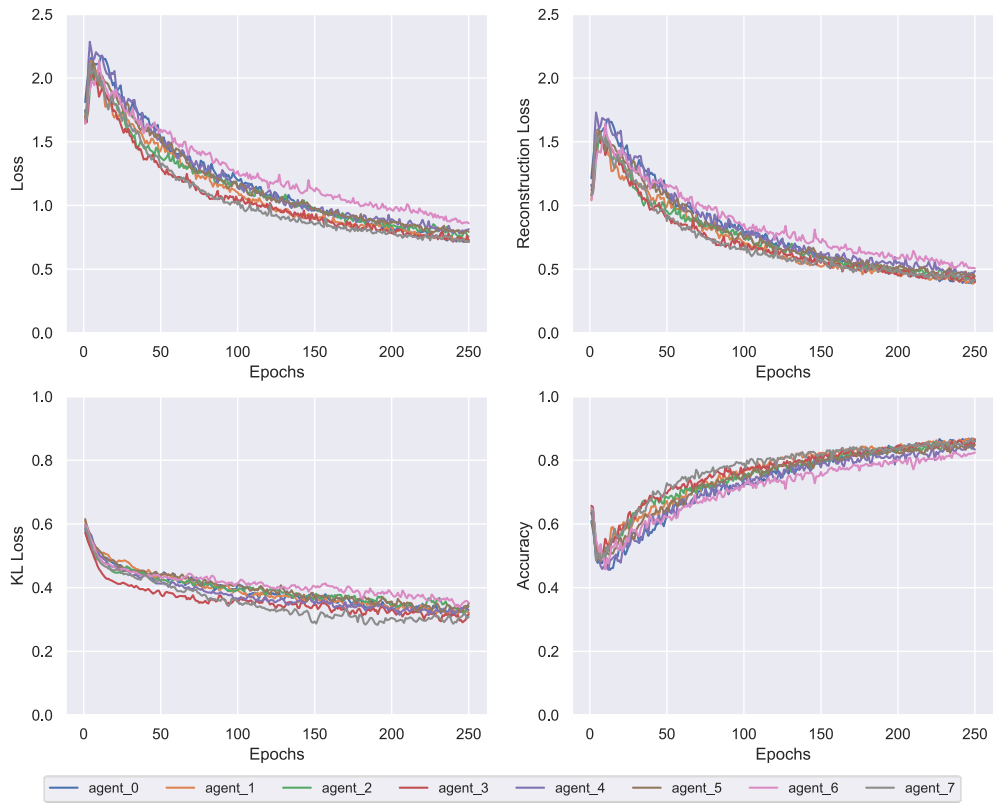 2.5
2.0
1.5
1.0
0.5
0.0
Loss
0 50 100 150 200 250
Epochs
2.5
2.0
1.5
1.0
0.5
0.0
Reconstruction Loss
0 50 100 150 200 250
Epochs
1.0
0.8
0.6
0.4
0.2
0.0
KL Loss
0 50 100 150 200 250
Epochs
1.0
0.8
0.6
0.4
0.2
0.0
Accuracy
0 50 100 150 200 250
Epochs
agent_0 agent_1 agent_2 agent_3 agent_4 agent_5 agent_6 agent_7